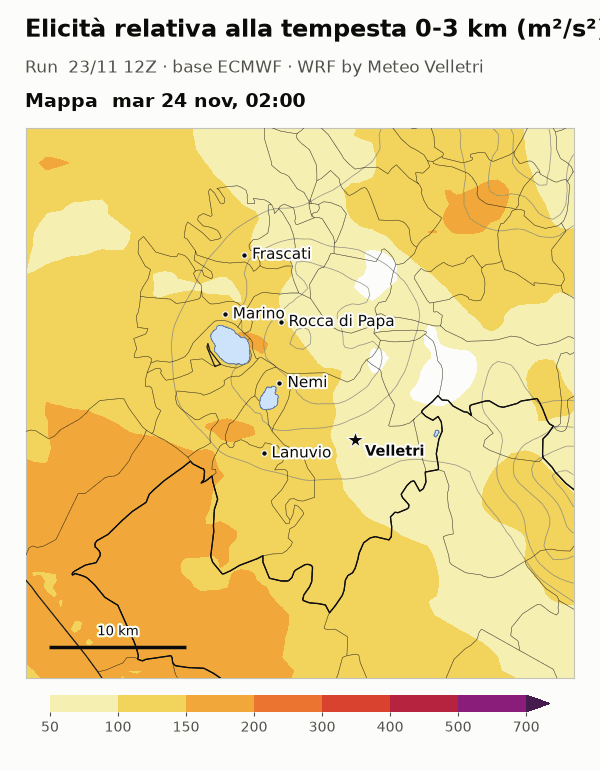 Elicità relativa alla tempesta 0-3 km (m²/s²)
Run 23/11 12Z · base ECMWF · WRF by Meteo Velletri
Mappa mar 24 nov, 02:00
Frascati
Marino
Rocca di Papa
Nemi
Velletri
Lanuvio
10 km
50 100 150 200 300 400 500 700